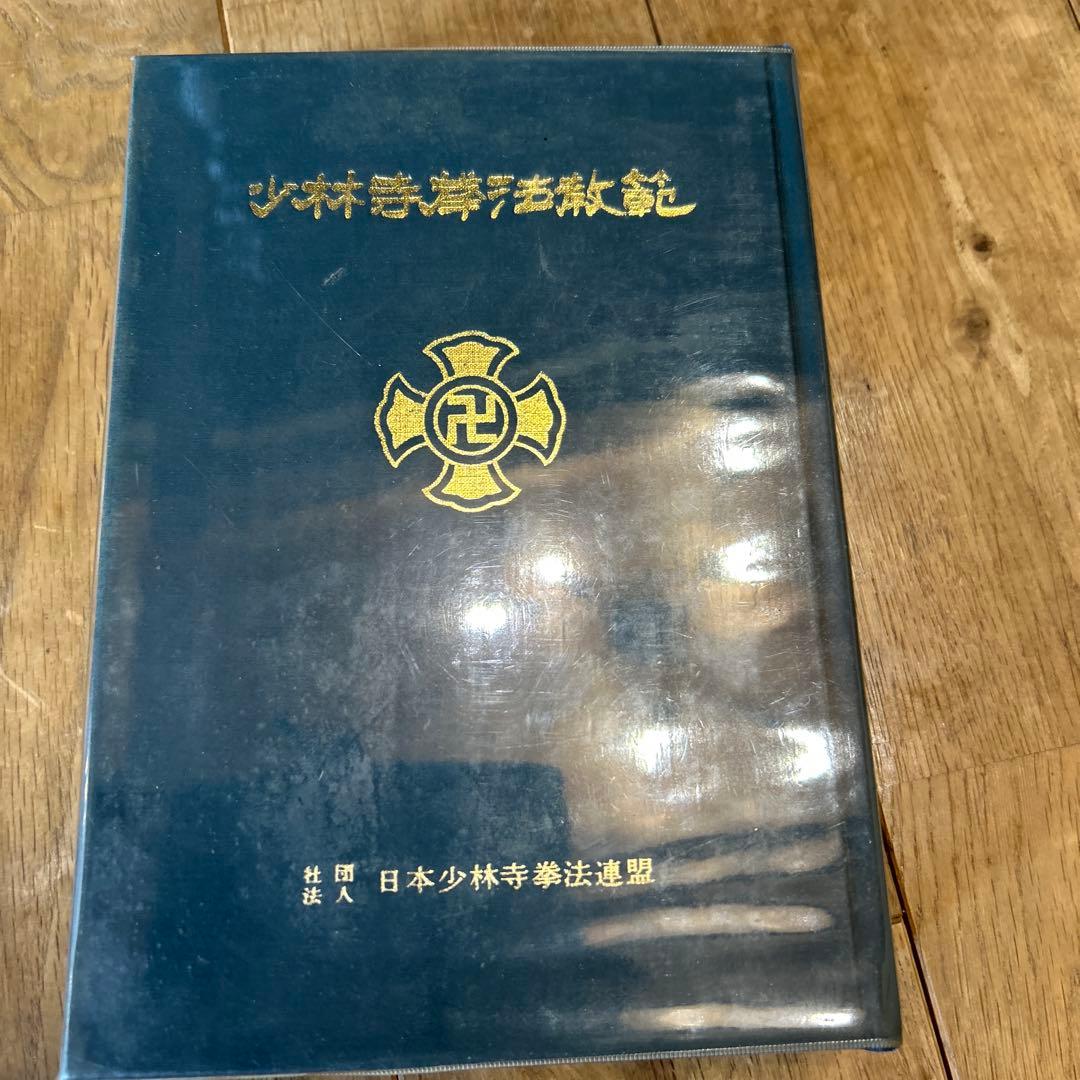 少林寺拳法教範
卍
社団法人 日本少林寺拳法連盟